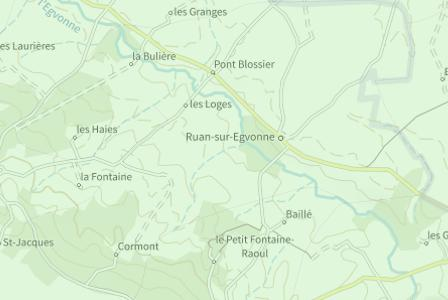 l'Egvonne
les Granges
es Laurières
la Bulière
Pont Blossier
les Loges
les Haies
Ruan-sur-Egvonne
la Fontaine
Baillé
St-Jacques
Cormont
le Petit Fontaine-
Raoul
les G